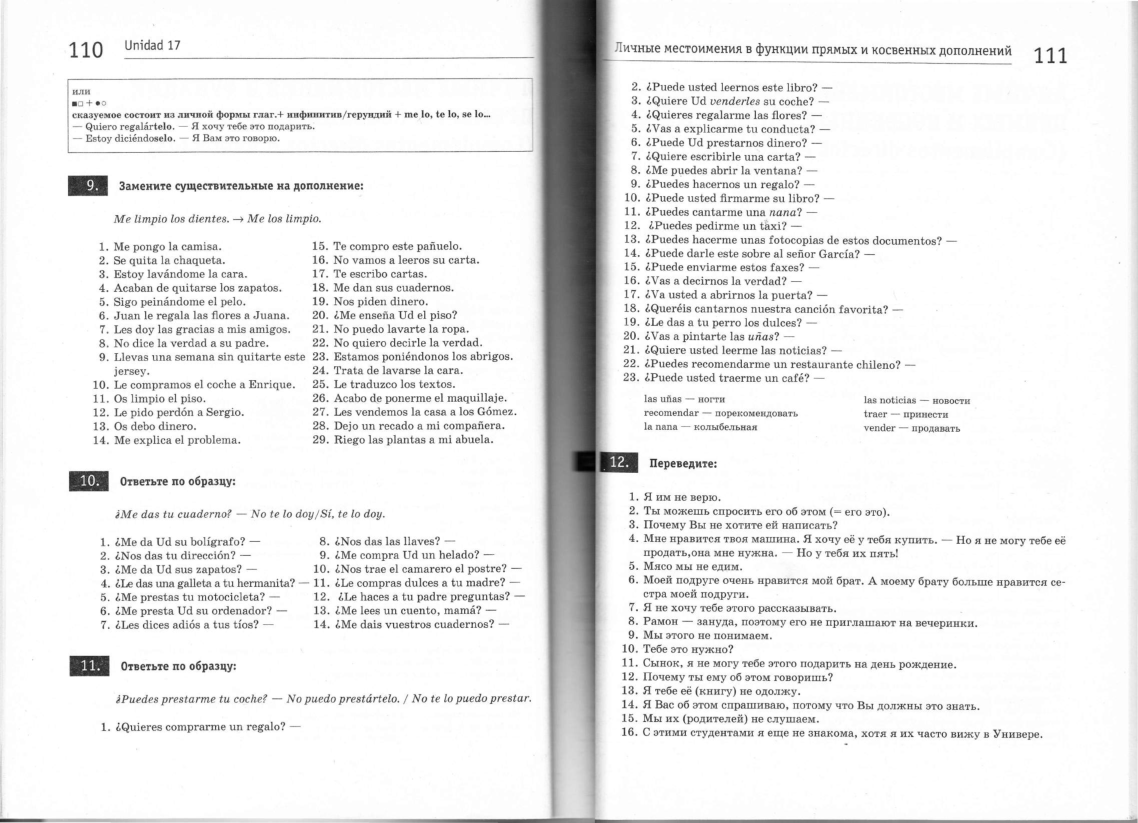 110 Unidad 17
или
■□ + ●○
сказуемое состоит из личной формы глаг.+ инфинитив/герундий + me lo, te lo, se lo...
— Quiero regalártelo. — Я хочу тебе это подарить.
— Estoy diciéndoselo. — Я Вам это говорю.
9. Замените существительные на дополнение:
Me limpio los dientes. → Me los limpio.
1. Me pongo la camisa.
2. Se quita la chaqueta.
3. Estoy lavándome la cara.
4. Acaban de quitarse los zapatos.
5. Sigo peinándome el pelo.
6. Juan le regala las flores a Juana.
7. Les doy las gracias a mis amigos.
8. No dice la verdad a su padre.
9. Llevas una semana sin quitarte este
jersey.
10. Le compramos el coche a Enrique.
11. Os limpio el piso.
12. Le pido perdón a Sergio.
13. Os debo dinero.
14. Me explica el problema.
15. Te compro este pañuelo.
16. No vamos a leeros su carta.
17. Te escribo cartas.
18. Me dan sus cuadernos.
19. Nos piden dinero.
20. ¿Me enseña Ud el piso?
21. No puedo lavarte la ropa.
22. No quiero decirle la verdad.
23. Estamos poniéndonos los abrigos.
24. Trata de lavarse la cara.
25. Le traduzco los textos.
26. Acabo de ponerme el maquillaje.
27. Les vendemos la casa a los Gómez.
28. Dejo un recado a mi compañera.
29. Riego las plantas a mi abuela.
10. Ответьте по образцу:
¿Me das tu cuaderno? — No te lo doy/Sí, te lo doy.
1. ¿Me da Ud su bolígrafo? —
2. ¿Nos das tu dirección? —
3. ¿Me da Ud sus zapatos? —
4. ¿Le das una galleta a tu hermanita? —
5. ¿Me prestas tu motocicleta? —
6. ¿Me presta Ud su ordenador? —
7. ¿Les dices adiós a tus tíos? —
8. ¿Nos das las llaves? —
9. ¿Me compra Ud un helado? —
10. ¿Nos trae el camarero el postre? —
11. ¿Le compras dulces a tu madre? —
12. ¿Le haces a tu padre preguntas? —
13. ¿Me lees un cuento, mamá? —
14. ¿Me dais vuestros cuadernos? —
11. Ответьте по образцу:
¿Puedes prestarme tu coche? — No puedo prestártelo. / No te lo puedo prestar.
1. ¿Quieres comprarme un regalo? —
Личные местоимения в функции прямых и косвенных дополнений 111
2. ¿Puede usted leernos este libro? —
3. ¿Quiere Ud venderles su coche? —
4. ¿Quieres regalarme las flores? —
5. ¿Vas a explicarme tu conducta? —
6. ¿Puede Ud prestarnos dinero? —
7. ¿Quiere escribirle una carta? —
8. ¿Me puedes abrir la ventana? —
9. ¿Puedes hacernos un regalo? —
10. ¿Puede usted firmarme su libro? —
11. ¿Puedes cantarme una nana? —
12. ¿Puedes pedirme un taxi? —
13. ¿Puedes hacerme unas fotocopias de estos documentos? —
14. ¿Puede darle este sobre al señor García? —
15. ¿Puede enviarme estos faxes? —
16. ¿Vas a decirnos la verdad? —
17. ¿Va usted a abrirnos la puerta? —
18. ¿Queréis cantarnos nuestra canción favorita? —
19. ¿Le das a tu perro los dulces? —
20. ¿Vas a pintarte las uñas? —
21. ¿Quiere usted leerme las noticias? —
22. ¿Puedes recomendarme un restaurante chileno? —
23. ¿Puede usted traerme un café? —
las uñas — ногти
recomendar — порекомендовать
la nana — колыбельная
las noticias — новости
traer — принести
vender — продавать
12. Переведите:
1. Я им не верю.
2. Ты можешь спросить его об этом (= его это).
3. Почему Вы не хотите ей написать?
4. Мне нравится твоя машина. Я хочу её у тебя купить. — Но я не могу тебе её
продать,она мне нужна. — Но у тебя их пять!
5. Мясо мы не едим.
6. Моей подруге очень нравится мой брат. А моему брату больше нравится се-
стра моей подруги.
7. Я не хочу тебе этого рассказывать.
8. Рамон — зануда, поэтому его не приглашают на вечеринки.
9. Мы этого не понимаем.
10. Тебе это нужно?
11. Сынок, я не могу тебе этого подарить на день рождение.
12. Почему ты ему об этом говоришь?
13. Я тебе её (книгу) не одолжу.
14. Я Вас об этом спрашиваю, потому что Вы должны это знать.
15. Мы их (родителей) не слушаем.
16. С этими студентами я еще не знакома, хотя я их часто вижу в Универе.